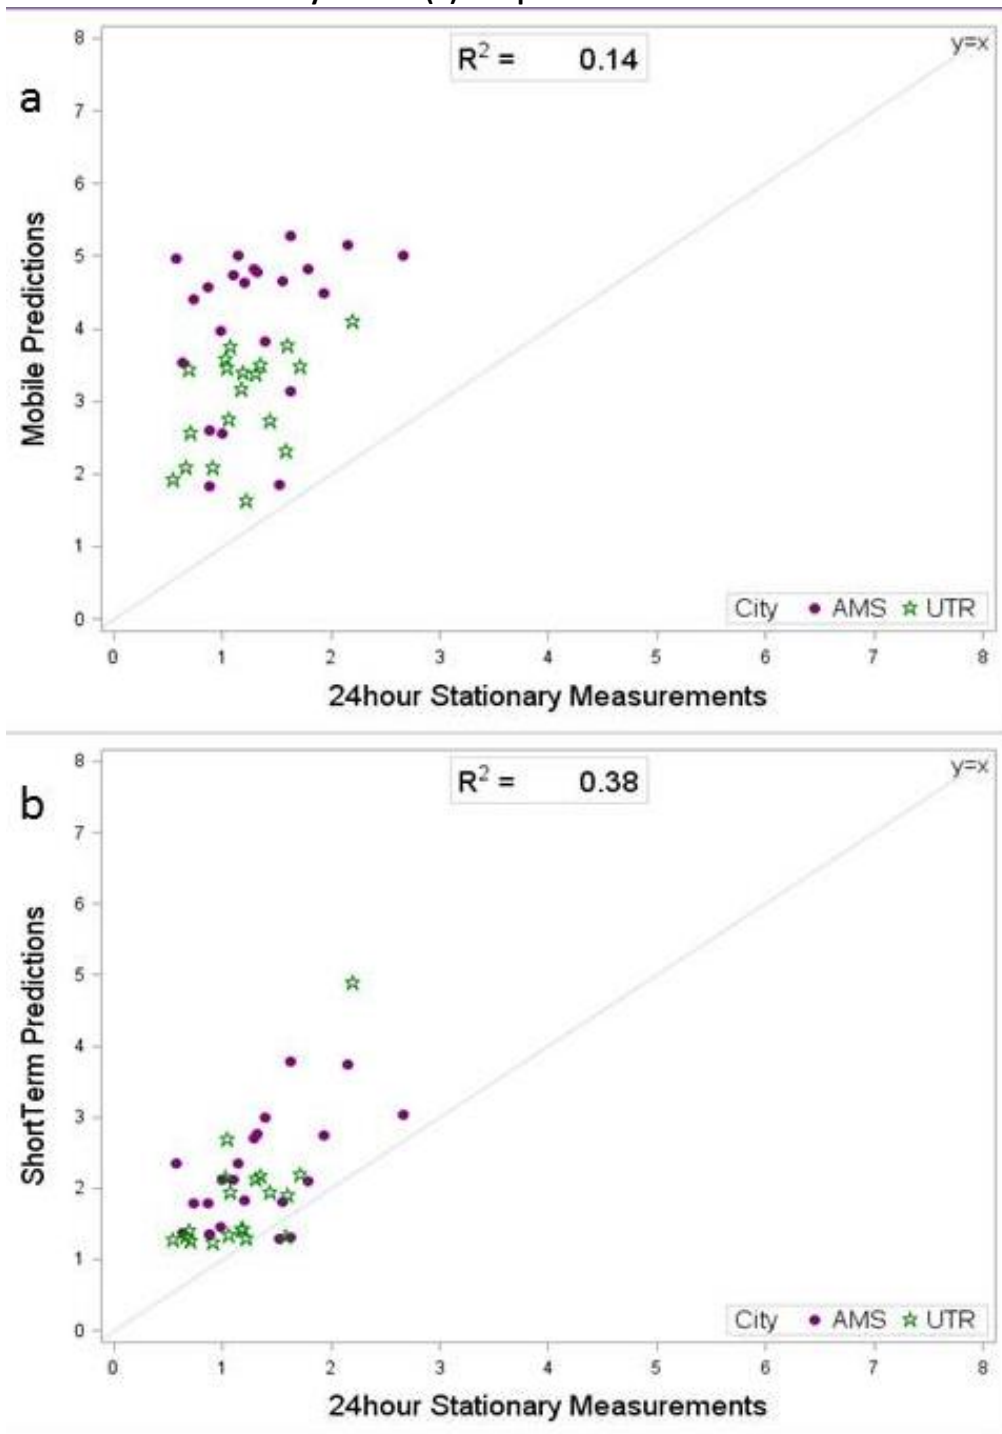 R² = 0.14
y=x
a
8
7
6
5
4
3
2
1
0
Mobile Predictions
City AMS UTR
0 1 2 3 4 5 6 7 8
24hour Stationary Measurements
R² = 0.38
y=x
b
8
7
6
5
4
3
2
1
0
ShortTerm Predictions
City AMS UTR
0 1 2 3 4 5 6 7 8
24hour Stationary Measurements